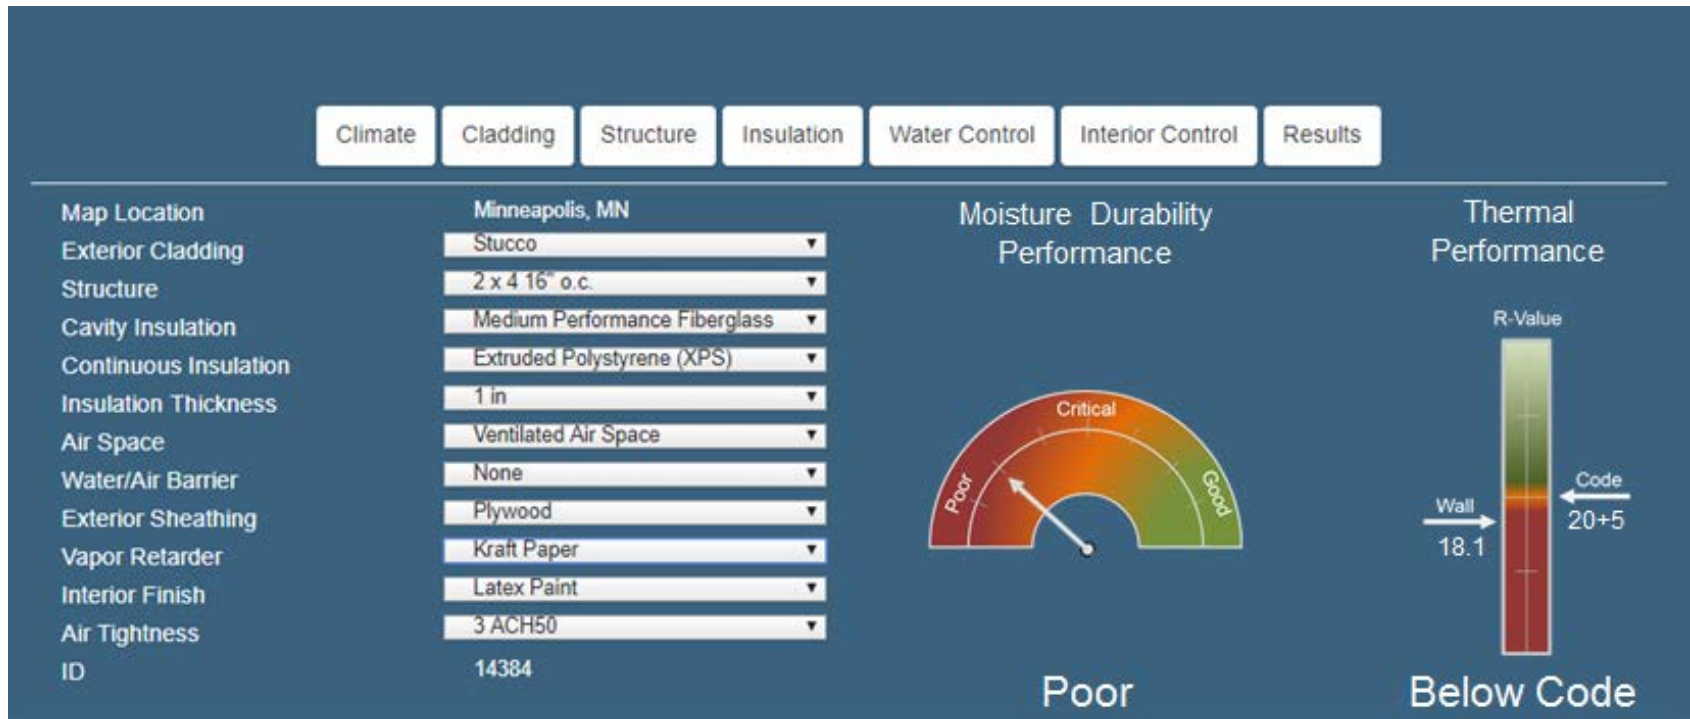 Climate Cladding Structure Insulation Water Control Interior Control Results
Map Location Minneapolis, MN
Exterior Cladding Stucco
Structure 2 x 4 16" o.c.
Cavity Insulation Medium Performance Fiberglass
Continuous Insulation Extruded Polystyrene (XPS)
Insulation Thickness 1 in
Air Space Ventilated Air Space
Water/Air Barrier None
Exterior Sheathing Plywood
Vapor Retarder Kraft Paper
Interior Finish Latex Paint
Air Tightness 3 ACH50
ID 14384
Moisture Durability
Performance
Critical
Poor
Good
Poor
Thermal
Performance
R-Value
Wall
18.1
Code
20+5
Below Code